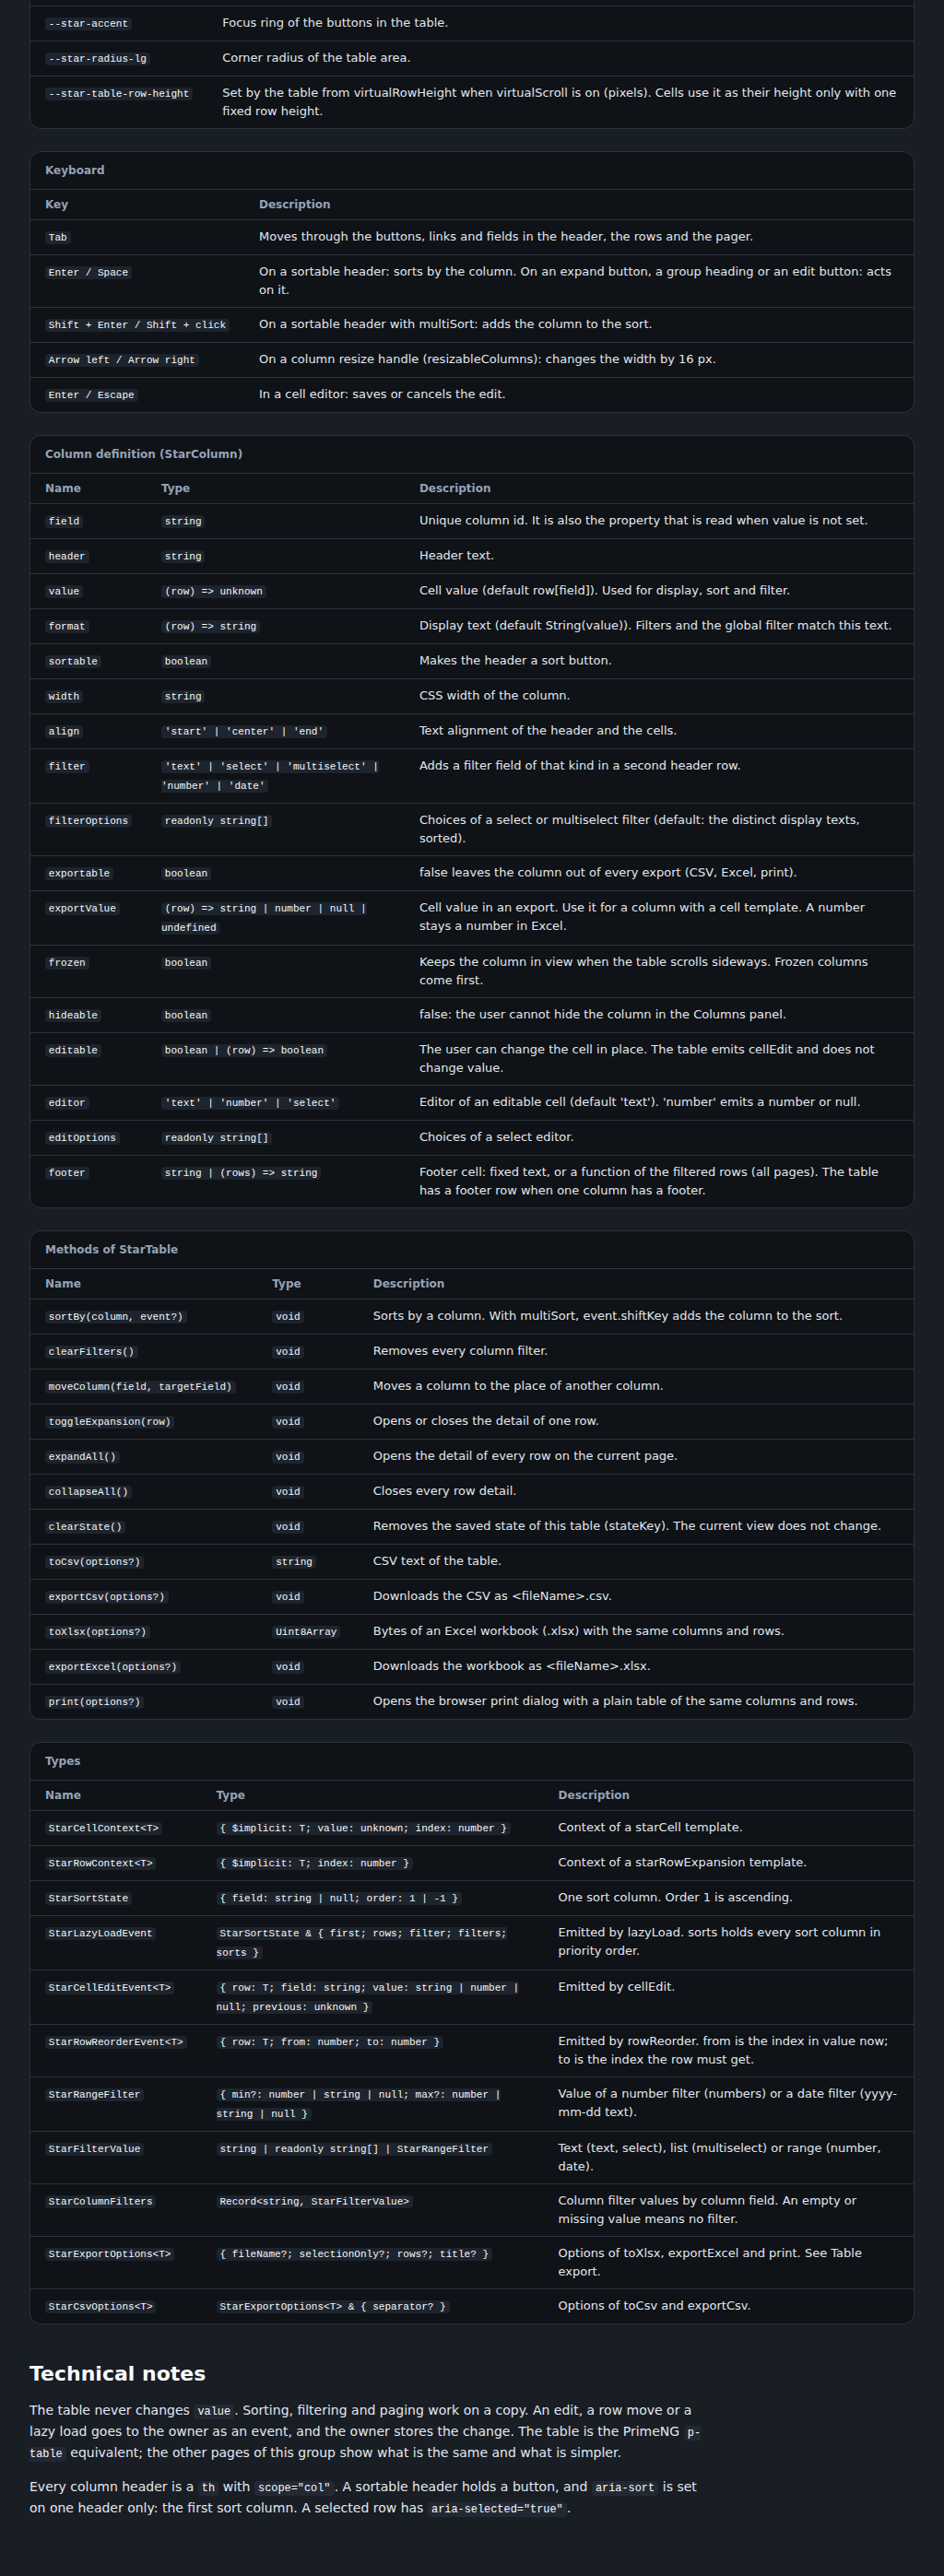 --star-accent Focus ring of the buttons in the table.
--star-radius-lg Corner radius of the table area.
--star-table-row-height Set by the table from virtualRowHeight when virtualScroll is on (pixels). Cells use it as their height only with one
fixed row height.
Keyboard
Key Description
Tab Moves through the buttons, links and fields in the header, the rows and the pager.
Enter / Space On a sortable header: sorts by the column. On an expand button, a group heading or an edit button: acts
on it.
Shift + Enter / Shift + click On a sortable header with multiSort: adds the column to the sort.
Arrow left / Arrow right On a column resize handle (resizableColumns): changes the width by 16 px.
Enter / Escape In a cell editor: saves or cancels the edit.
Column definition (StarColumn)
Name Type Description
field string Unique column id. It is also the property that is read when value is not set.
header string Header text.
value (row) => unknown Cell value (default row[field]). Used for display, sort and filter.
format (row) => string Display text (default String(value)). Filters and the global filter match this text.
sortable boolean Makes the header a sort button.
width string CSS width of the column.
align 'start' | 'center' | 'end' Text alignment of the header and the cells.
filter 'text' | 'select' | 'multiselect' | Adds a filter field of that kind in a second header row.
'number' | 'date'
filterOptions readonly string[] Choices of a select or multiselect filter (default: the distinct display texts,
sorted).
exportable boolean false leaves the column out of every export (CSV, Excel, print).
exportValue (row) => string | number | null | Cell value in an export. Use it for a column with a cell template. A number
undefined stays a number in Excel.
frozen boolean Keeps the column in view when the table scrolls sideways. Frozen columns
come first.
hideable boolean false: the user cannot hide the column in the Columns panel.
editable boolean | (row) => boolean The user can change the cell in place. The table emits cellEdit and does not
change value.
editor 'text' | 'number' | 'select' Editor of an editable cell (default 'text'). 'number' emits a number or null.
editOptions readonly string[] Choices of a select editor.
footer string | (rows) => string Footer cell: fixed text, or a function of the filtered rows (all pages). The table
has a footer row when one column has a footer.
Methods of StarTable
Name Type Description
sortBy(column, event?) void Sorts by a column. With multiSort, event.shiftKey adds the column to the sort.
clearFilters() void Removes every column filter.
moveColumn(field, targetField) void Moves a column to the place of another column.
toggleExpansion(row) void Opens or closes the detail of one row.
expandAll() void Opens the detail of every row on the current page.
collapseAll() void Closes every row detail.
clearState() void Removes the saved state of this table (stateKey). The current view does not change.
toCsv(options?) string CSV text of the table.
exportCsv(options?) void Downloads the CSV as <fileName>.csv.
toXlsx(options?) Uint8Array Bytes of an Excel workbook (.xlsx) with the same columns and rows.
exportExcel(options?) void Downloads the workbook as <fileName>.xlsx.
print(options?) void Opens the browser print dialog with a plain table of the same columns and rows.
Types
Name Type Description
StarCellContext<T> { $implicit: T; value: unknown; index: number } Context of a starCell template.
StarRowContext<T> { $implicit: T; index: number } Context of a starRowExpansion template.
StarSortState { field: string | null; order: 1 | -1 } One sort column. Order 1 is ascending.
StarLazyLoadEvent StarSortState & { first; rows; filter; filters; Emitted by lazyLoad. sorts holds every sort column in
sorts } priority order.
StarCellEditEvent<T> { row: T; field: string; value: string | number | Emitted by cellEdit.
null; previous: unknown }
StarRowReorderEvent<T> { row: T; from: number; to: number } Emitted by rowReorder. from is the index in value now;
to is the index the row must get.
StarRangeFilter { min?: number | string | null; max?: number | Value of a number filter (numbers) or a date filter (yyyy-
string | null } mm-dd text).
StarFilterValue string | readonly string[] | StarRangeFilter Text (text, select), list (multiselect) or range (number,
date).
StarColumnFilters Record<string, StarFilterValue> Column filter values by column field. An empty or
missing value means no filter.
StarExportOptions<T> { fileName?; selectionOnly?; rows?; title? } Options of toXlsx, exportExcel and print. See Table
export.
StarCsvOptions<T> StarExportOptions<T> & { separator? } Options of toCsv and exportCsv.
Technical notes
The table never changes value. Sorting, filtering and paging work on a copy. An edit, a row move or a
lazy load goes to the owner as an event, and the owner stores the change. The table is the PrimeNG p-
table equivalent; the other pages of this group show what is the same and what is simpler.
Every column header is a th with scope="col". A sortable header holds a button, and aria-sort is set
on one header only: the first sort column. A selected row has aria-selected="true".